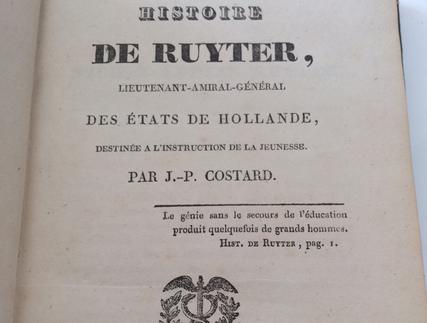 HISTOIRE
DE RUYTER,
LIEUTENANT-AMIRAL-GÉNÉRAL
DES ÉTATS DE HOLLANDE,
DESTINÉE A L'INSTRUCTION DE LA JEUNESSE.
PAR J.-P. COSTARD.
Le génie sans le secours de l'éducation
produit quelquefois de grands hommes.
HIST. DE RUYTER, pag. 1.